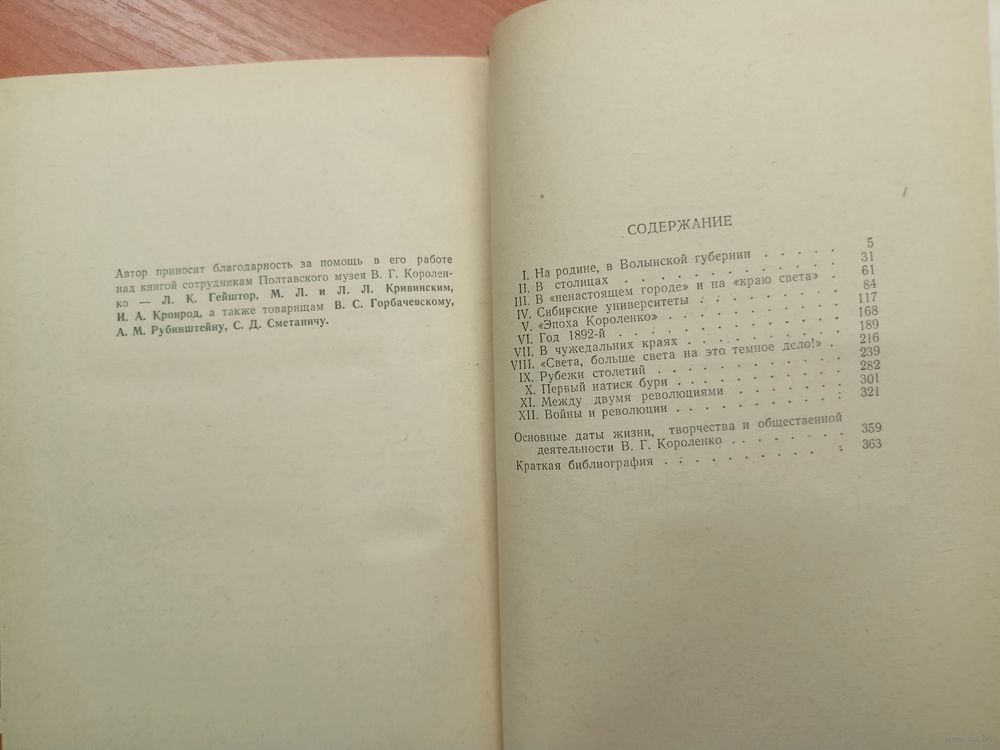 Автор приносит благодарность за помощь в его работе
над книгой сотрудникам Полтавского музея В. Г. Королен-
ко — Л. К. Гейштор, М. Л. и Л. Л. Кривинским,
И. А. Кронрод, а также товарищам В. С. Горбачевскому,
А. М. Рубинштейну, С. Д. Сметаничу.
СОДЕРЖАНИЕ
I. На родине, в Волынской губернии . . . . . 5
II. В столицах . . . . . . . . . . 31
III. В «ненастоящем городе» и на «краю света» . 61
IV. Сибирские университеты . . . . . . . 84
V. «Эпоха Короленко» . . . . . . . . 117
VI. Год 1892-й . . . . . . . . . . 168
VII. В чужедальних краях . . . . . . . 189
VIII. «Света, больше света на это темное дело!» . 216
IX. Рубежи столетий . . . . . . . . . 239
X. Первый натиск бури . . . . . . . . 282
XI. Между двумя революциями . . . . . . 301
XII. Войны и революции . . . . . . . . 321
Основные даты жизни, творчества и общественной
деятельности В. Г. Короленко . . . . . . 359
Краткая библиография . . . . . . . . . 363